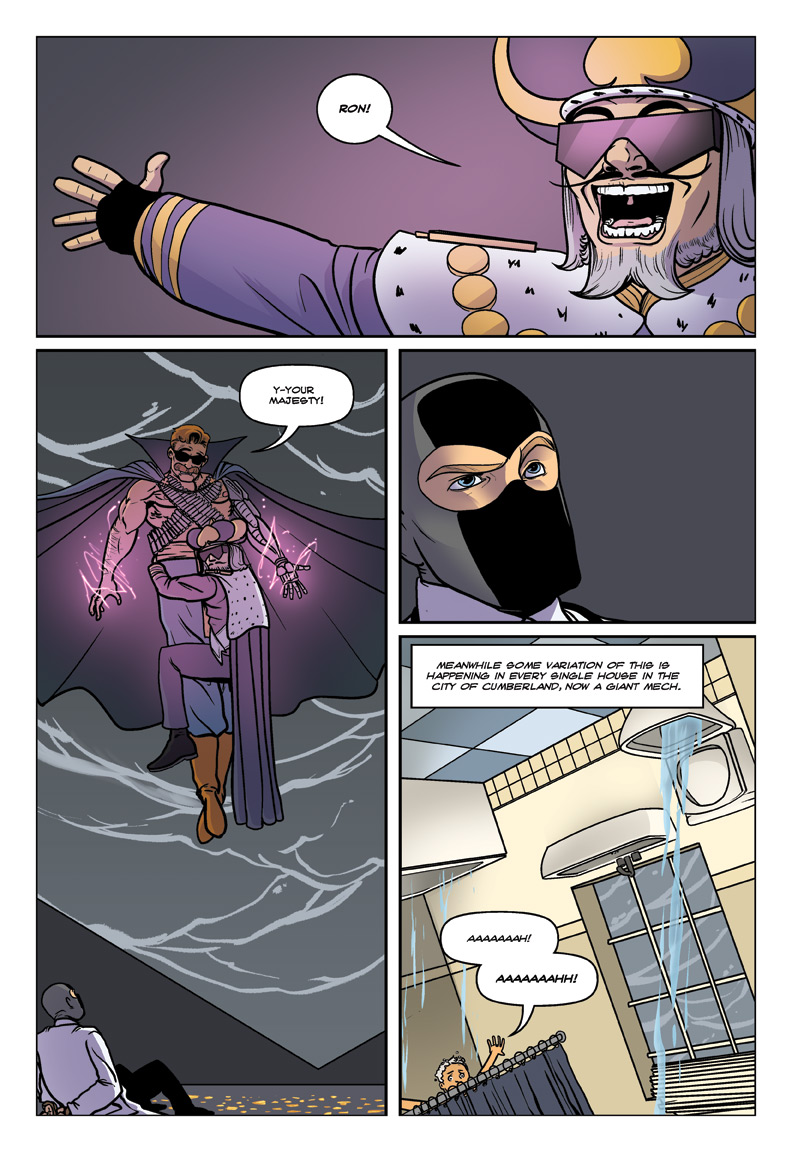 RON!
Y-YOUR
MAJESTY!
MEANWHILE SOME VARIATION OF THIS IS
HAPPENING IN EVERY SINGLE HOUSE IN THE
CITY OF CUMBERLAND, NOW A GIANT MECH.
AAAAAAAH!
AAAAAAAHH!